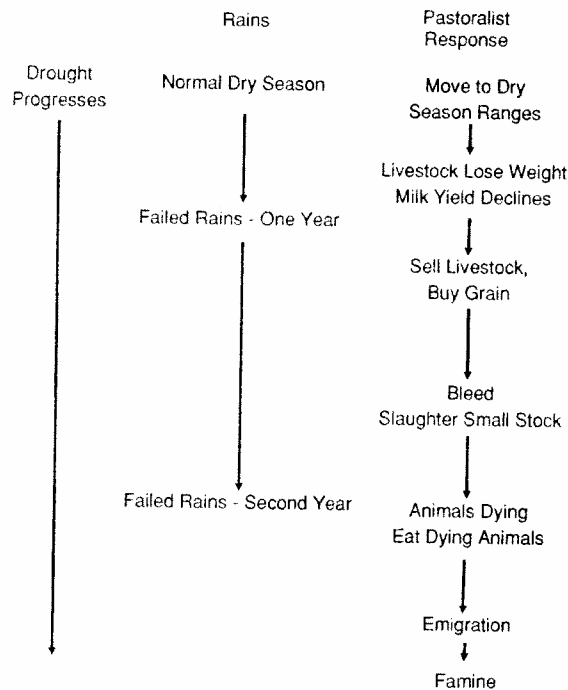 Rains
Pastoralist
Response
Drought
Progresses
Normal Dry Season
Move to Dry
Season Ranges
Livestock Lose Weight
Milk Yield Declines
Failed Rains - One Year
Sell Livestock,
Buy Grain
Bleed
Slaughter Small Stock
Failed Rains - Second Year
Animals Dying
Eat Dying Animals
Emigration
Famine